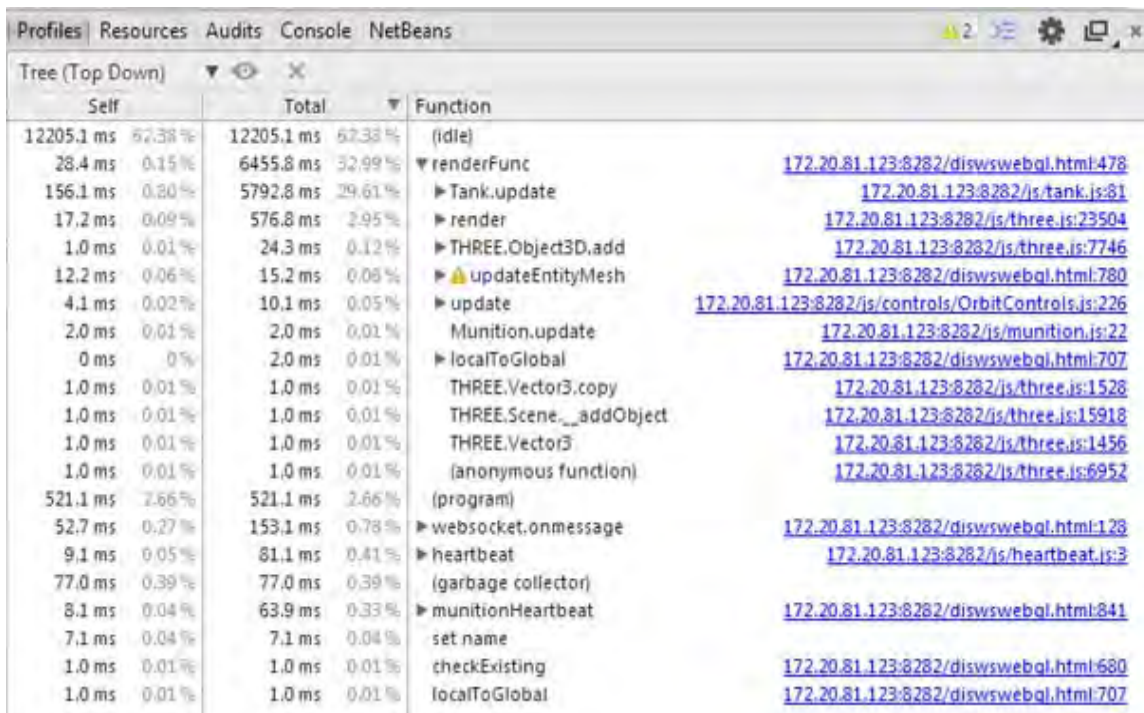 Profiles Resources Audits Console NetBeans 2
Tree (Top Down)
Self Total Function
12205.1 ms 62.38% 12205.1 ms 62.38% (idle)
28.4 ms 0.15% 6455.8 ms 32.99% renderFunc 172.20.81.123:8282/diswswebgl.html:478
156.1 ms 0.80% 5792.8 ms 29.61% Tank.update 172.20.81.123:8282/js/tank.js:81
17.2 ms 0.09% 576.8 ms 2.95% render 172.20.81.123:8282/js/three.js:23504
1.0 ms 0.01% 24.3 ms 0.12% THREE.Object3D.add 172.20.81.123:8282/js/three.js:7746
12.2 ms 0.06% 15.2 ms 0.08% updateEntityMesh 172.20.81.123:8282/diswswebgl.html:780
4.1 ms 0.02% 10.1 ms 0.05% update 172.20.81.123:8282/js/controls/OrbitControls.js:226
2.0 ms 0.01% 2.0 ms 0.01% Munition.update 172.20.81.123:8282/js/munition.js:22
0 ms 0% 2.0 ms 0.01% localToGlobal 172.20.81.123:8282/diswswebgl.html:707
1.0 ms 0.01% 1.0 ms 0.01% THREE.Vector3.copy 172.20.81.123:8282/js/three.js:1528
1.0 ms 0.01% 1.0 ms 0.01% THREE.Scene.__addObject 172.20.81.123:8282/js/three.js:15918
1.0 ms 0.01% 1.0 ms 0.01% THREE.Vector3 172.20.81.123:8282/js/three.js:1456
1.0 ms 0.01% 1.0 ms 0.01% (anonymous function) 172.20.81.123:8282/js/three.js:6952
521.1 ms 2.66% 521.1 ms 2.66% (program)
52.7 ms 0.27% 153.1 ms 0.78% websocket.onmessage 172.20.81.123:8282/diswswebgl.html:128
9.1 ms 0.05% 81.1 ms 0.41% heartbeat 172.20.81.123:8282/js/heartbeat.js:3
77.0 ms 0.39% 77.0 ms 0.39% (garbage collector)
8.1 ms 0.04% 63.9 ms 0.33% munitionHeartbeat 172.20.81.123:8282/diswswebgl.html:841
7.1 ms 0.04% 7.1 ms 0.04% set name
1.0 ms 0.01% 1.0 ms 0.01% checkExisting 172.20.81.123:8282/diswswebgl.html:680
1.0 ms 0.01% 1.0 ms 0.01% localToGlobal 172.20.81.123:8282/diswswebgl.html:707